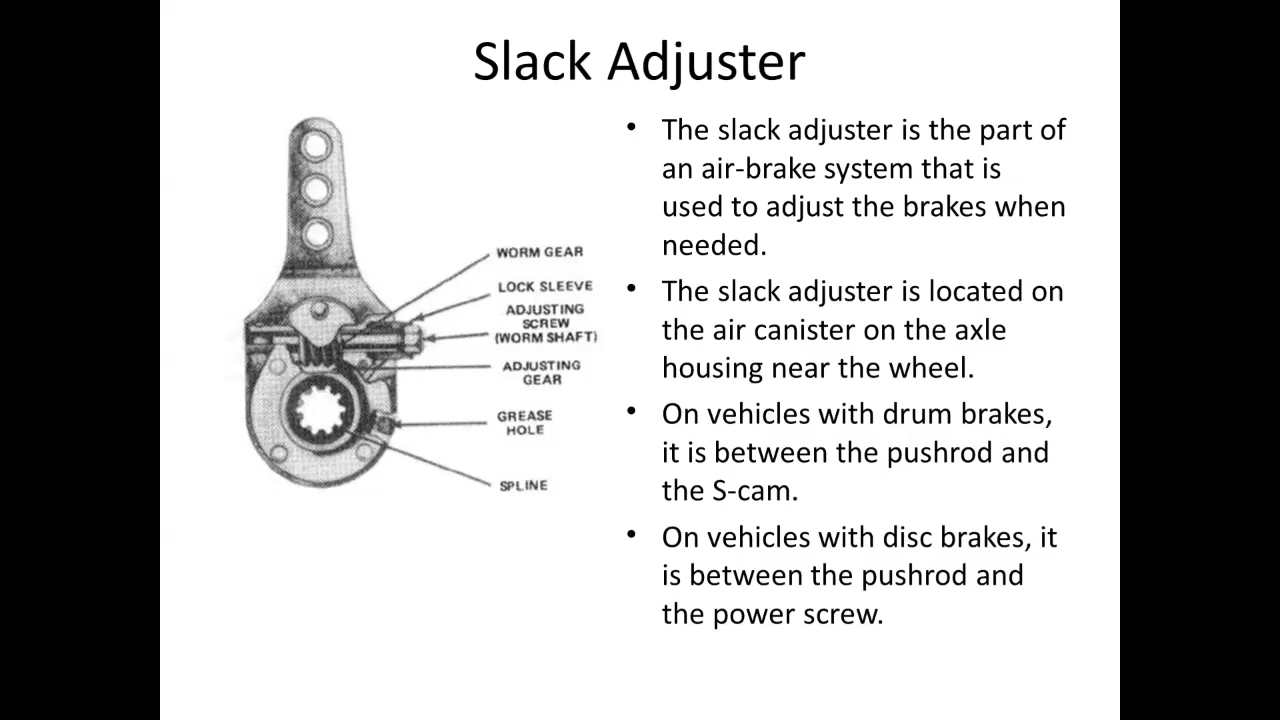 Slack Adjuster
WORM GEAR
LOCK SLEEVE
ADJUSTING
SCREW
(WORM SHAFT)
ADJUSTING
GEAR
GREASE
HOLE
SPLINE
• The slack adjuster is the part of
an air-brake system that is
used to adjust the brakes when
needed.
• The slack adjuster is located on
the air canister on the axle
housing near the wheel.
• On vehicles with drum brakes,
it is between the pushrod and
the S-cam.
• On vehicles with disc brakes, it
is between the pushrod and
the power screw.